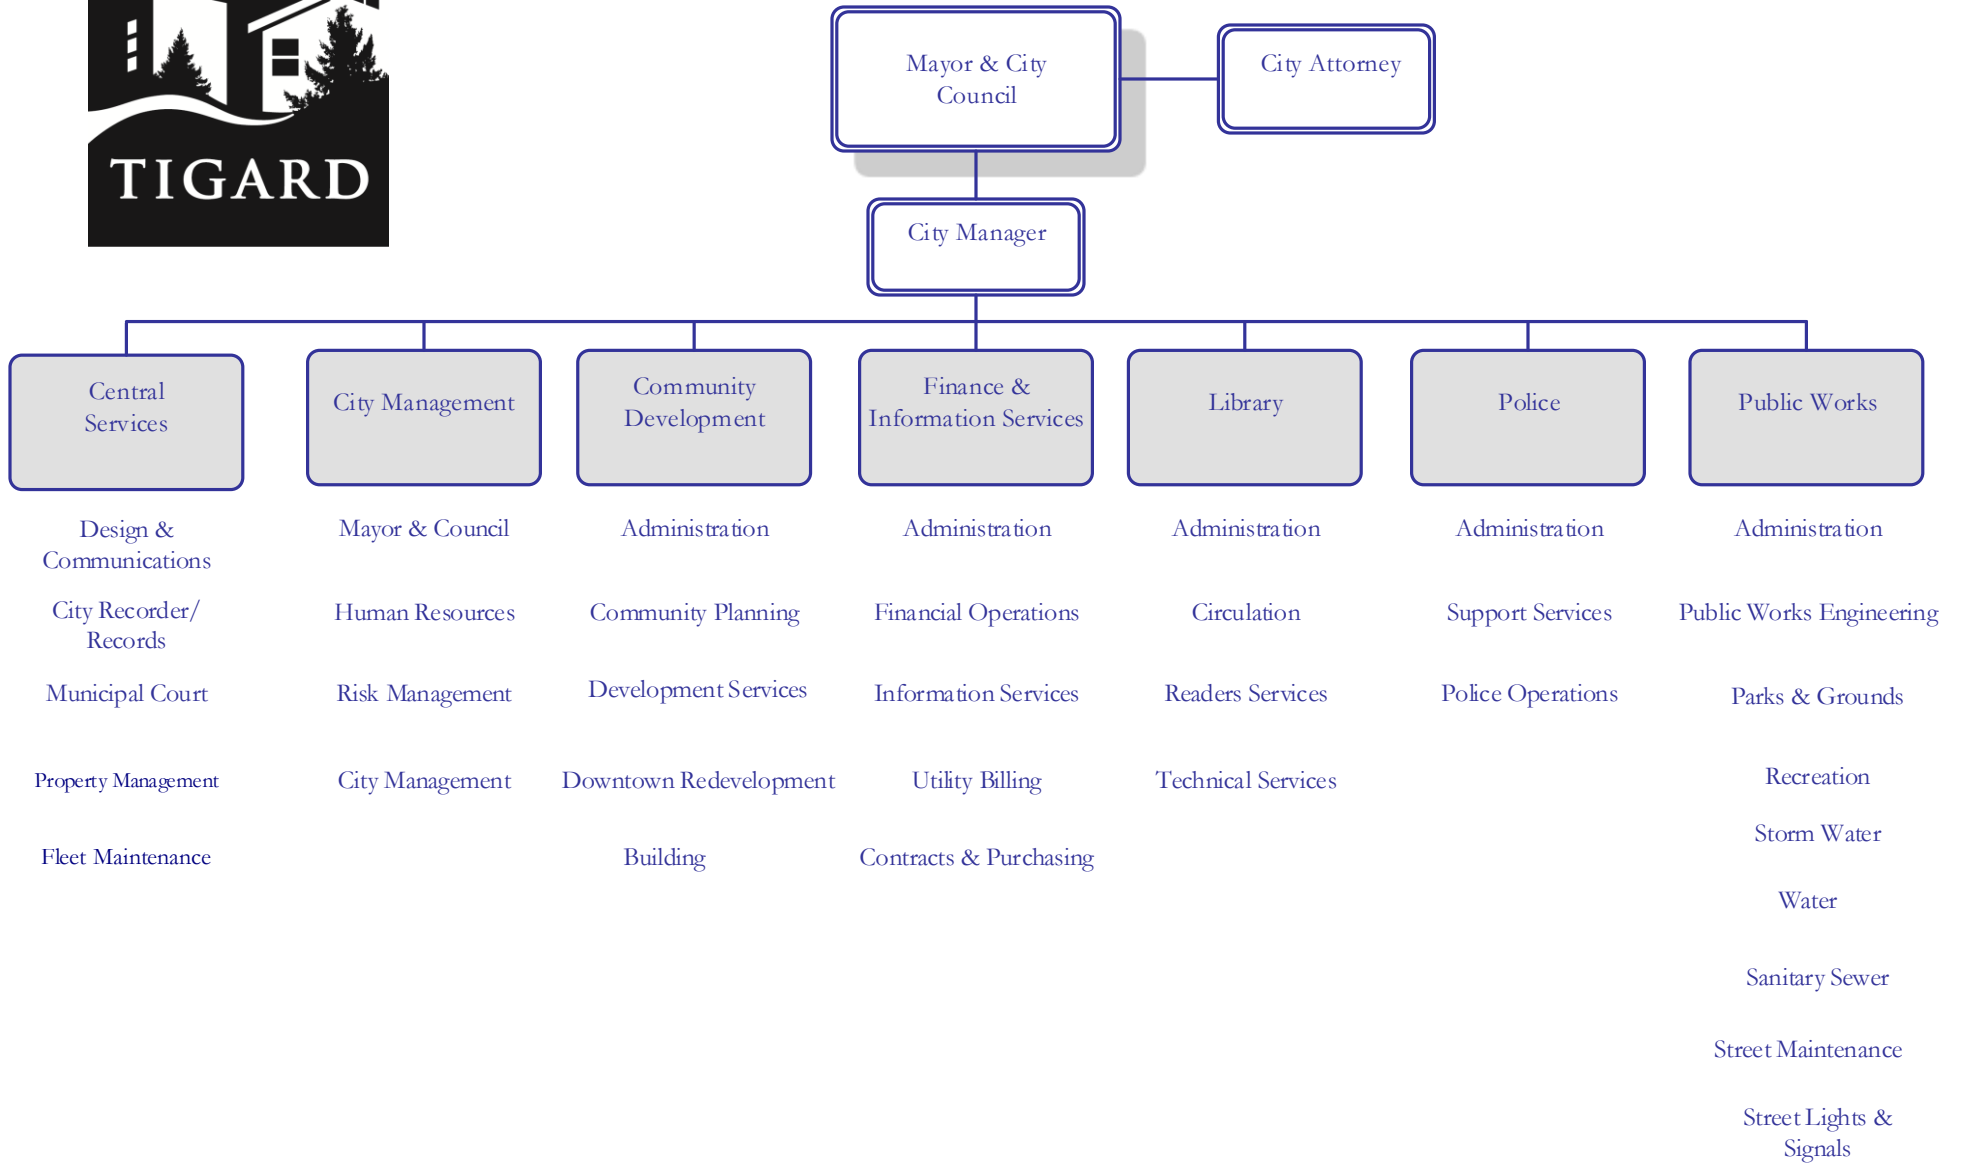 TIGARD
Mayor & City
Council
City Attorney
City Manager
Central
Services
Design &
Communications
City Recorder/
Records
Municipal Court
Property Management
Fleet Maintenance
City Management
Mayor & Council
Human Resources
Risk Management
City Management
Community
Development
Administration
Community Planning
Development Services
Downtown Redevelopment
Building
Finance &
Information Services
Administration
Financial Operations
Information Services
Utility Billing
Contracts & Purchasing
Library
Administration
Circulation
Readers Services
Technical Services
Police
Administration
Support Services
Police Operations
Public Works
Administration
Public Works Engineering
Parks & Grounds
Recreation
Storm Water
Water
Sanitary Sewer
Street Maintenance
Street Lights &
Signals